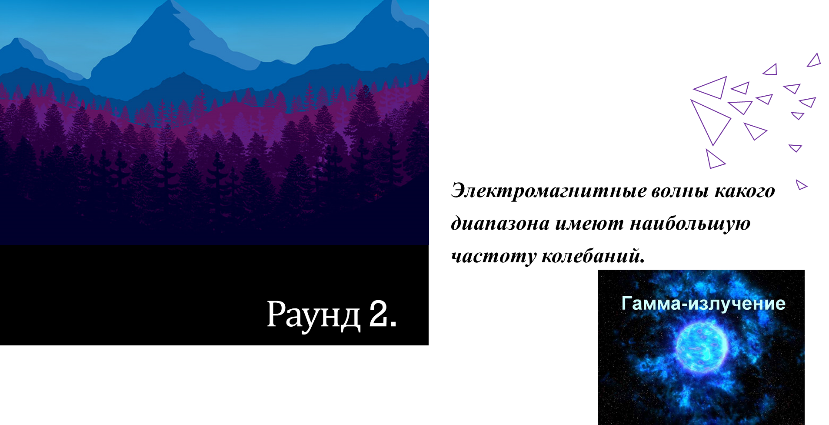 Раунд 2.
Электромагнитные волны какого
диапазона имеют наибольшую
частоту колебаний.
Гамма-излучение